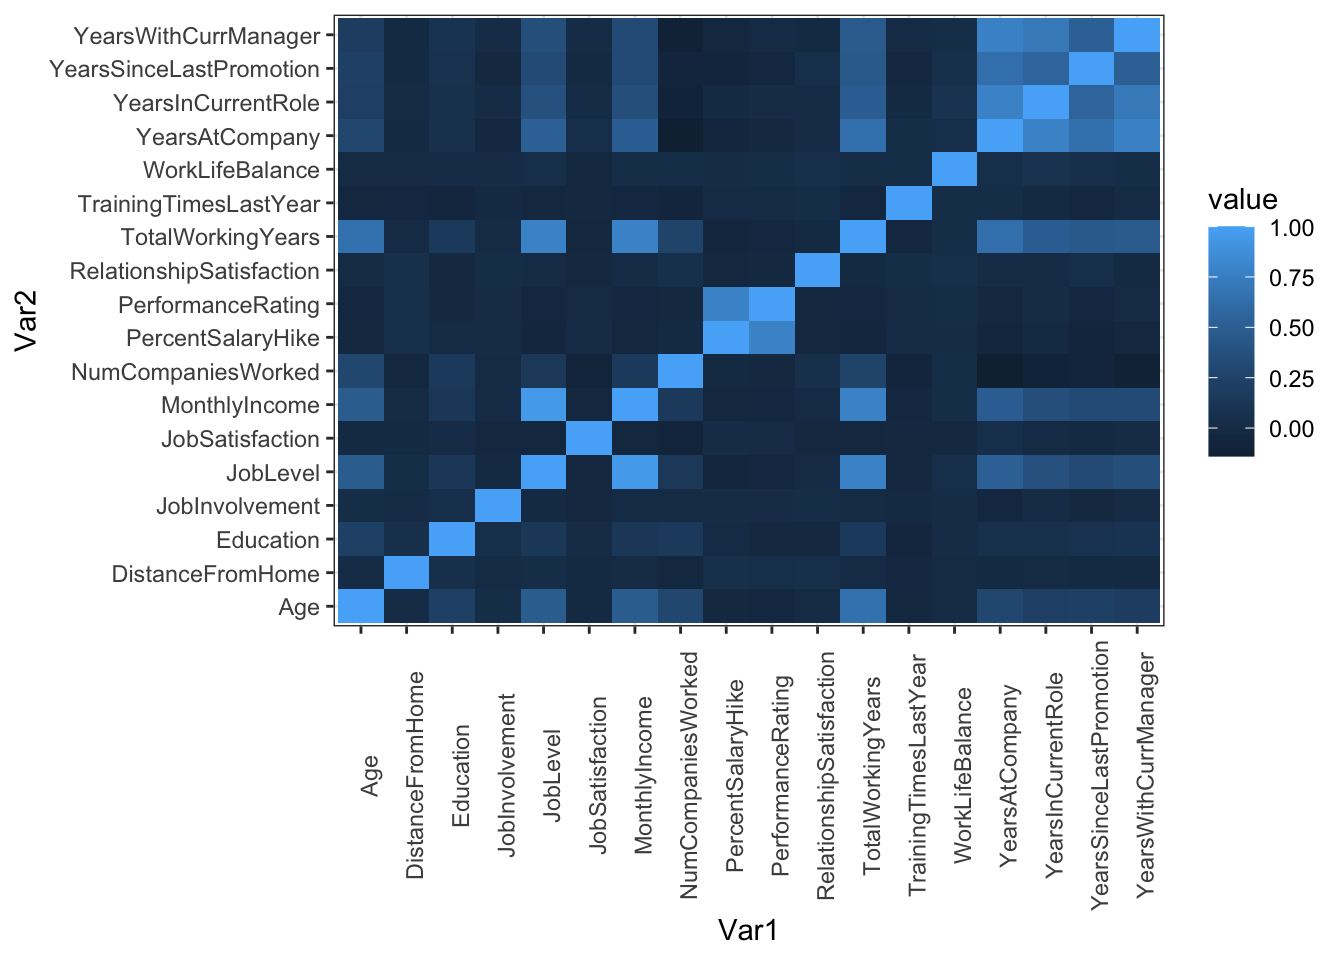 YearsWithCurrManager
YearsSinceLastPromotion
YearsInCurrentRole
YearsAtCompany
WorkLifeBalance
TrainingTimesLastYear
TotalWorkingYears
RelationshipSatisfaction
PerformanceRating
PercentSalaryHike
NumCompaniesWorked
MonthlyIncome
JobSatisfaction
JobLevel
JobInvolvement
Education
DistanceFromHome
Age
Var2
Age
DistanceFromHome
Education
JobInvolvement
JobLevel
JobSatisfaction
MonthlyIncome
NumCompaniesWorked
PercentSalaryHike
PerformanceRating
RelationshipSatisfaction
TotalWorkingYears
TrainingTimesLastYear
WorkLifeBalance
YearsAtCompany
YearsInCurrentRole
YearsSinceLastPromotion
YearsWithCurrManager
Var1
value
1.00
0.75
0.50
0.25
0.00